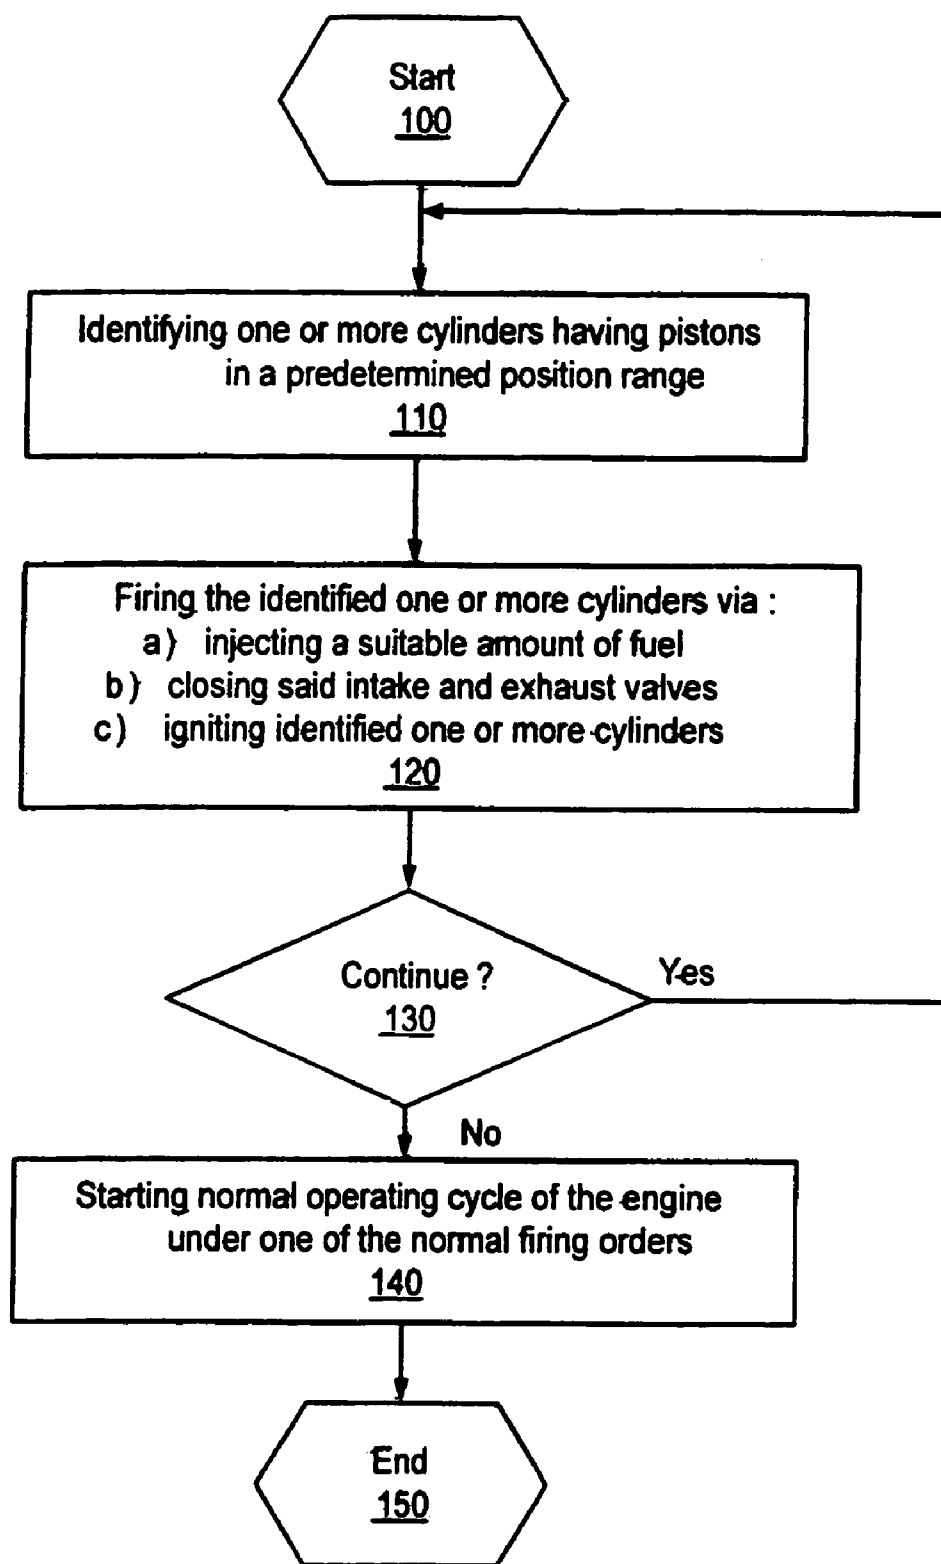 Start
100
Identifying one or more cylinders having pistons
in a predetermined position range
110
Firing the identified one or more cylinders via :
a) injecting a suitable amount of fuel
b) closing said intake and exhaust valves
c) igniting identified one or more cylinders
120
Continue ?
130
Yes
No
Starting normal operating cycle of the engine
under one of the normal firing orders
140
End
150